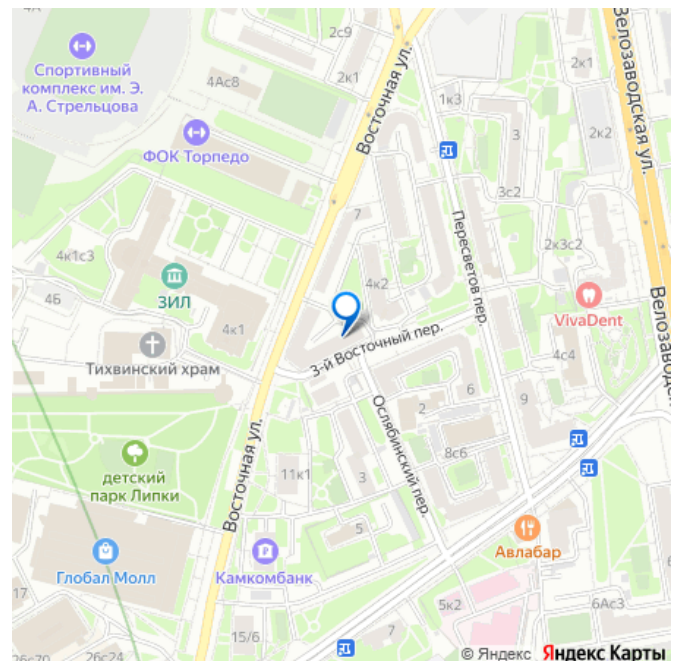 4А
2с9
Спортивный
комплекс им. Э.
А. Стрельцова
4Ас8
2к1
2к1
1к3
ФОК Торпедо
Восточная ул.
3
2к2
Велозаводская ул.
3с2
Пересветов пер.
7
4к1с3
2к3с2
4к2
4Б
ЗИЛ
4к1
VivaDent
3-й Восточный пер.
Тихвинский храм
4с4
6
9
2
Ослябинский пер.
8с6
детский
парк Липки
11к1
3
Восточная ул.
5
Авлабар
Глобал Молл
Камкомбанк
17
5к2
6Ас3
15/6
7
26с70
26с24
© Яндекс Яндекс Карты